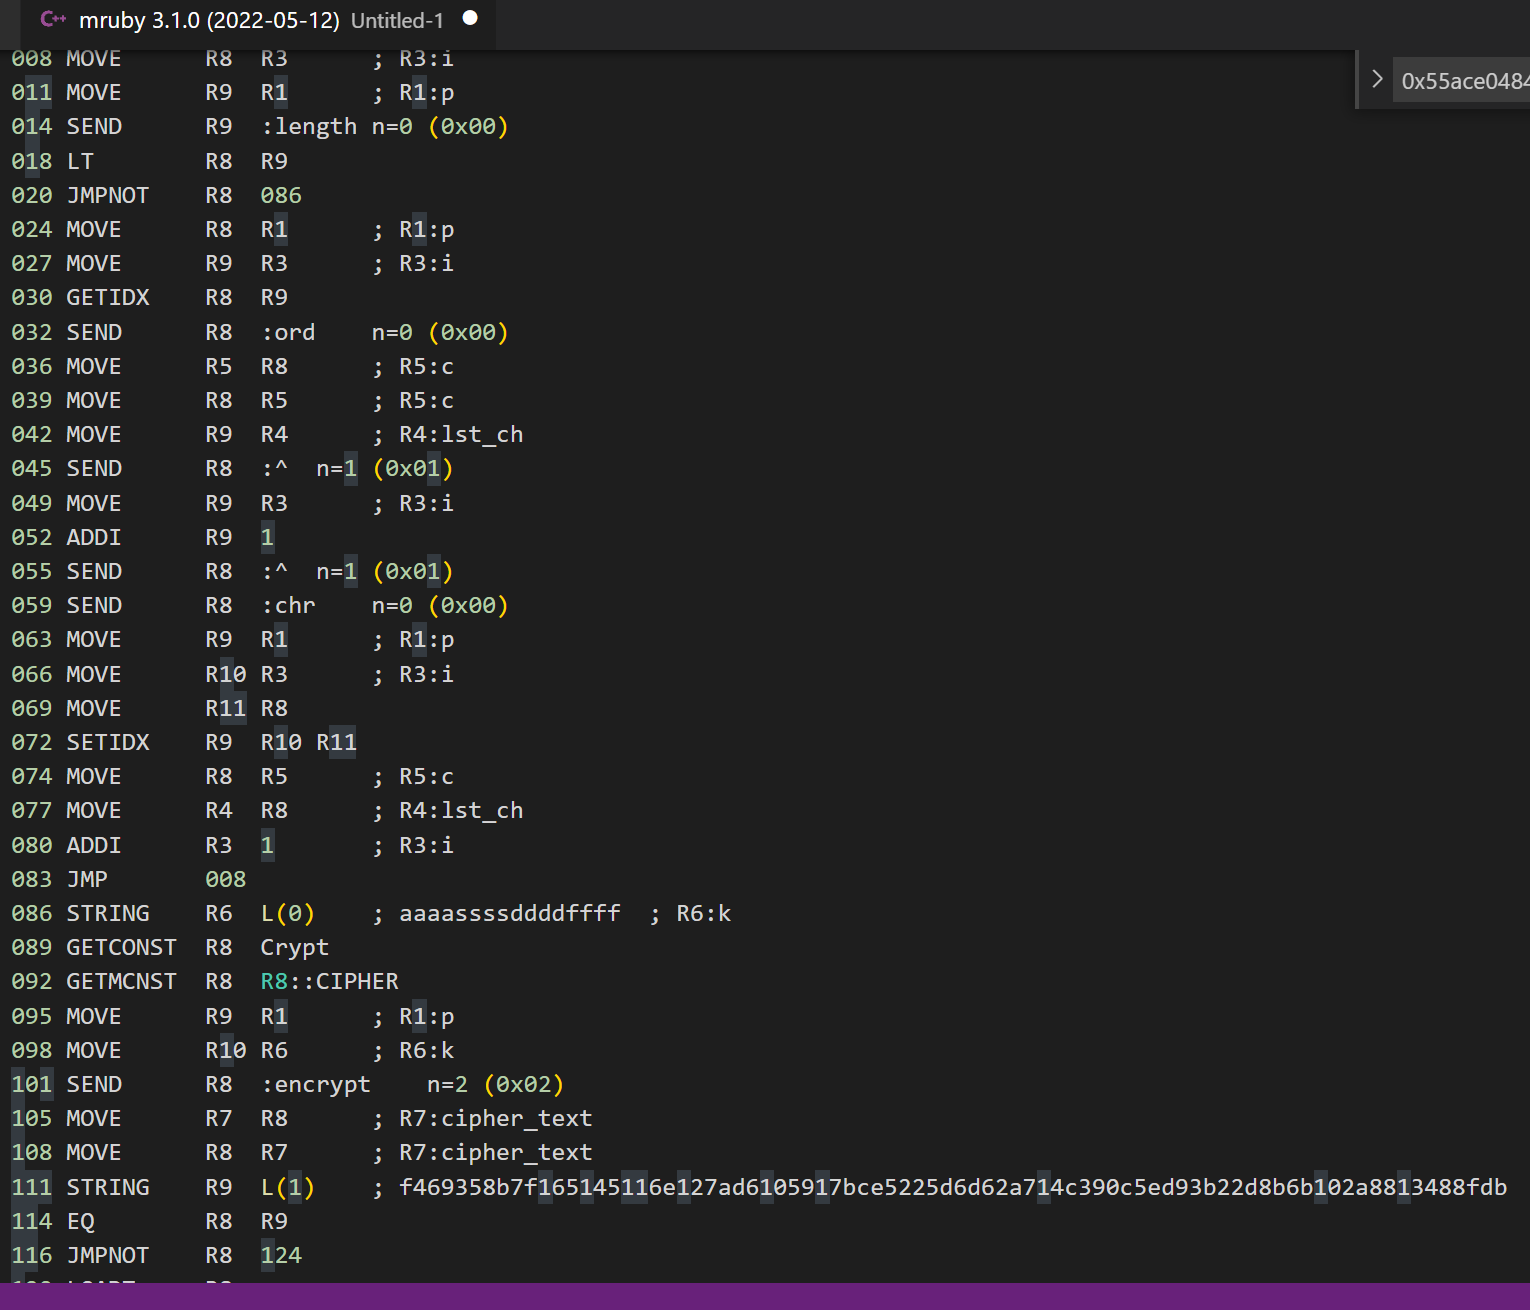 C++ mruby 3.1.0 (2022-05-12) Untitled-1
008 MOVE R8 R3 ; R3:i
0x55ace0484
011 MOVE R9 R1 ; R1:p
014 SEND R9 :length n=0 (0x00)
018 LT R8 R9
020 JMPNOT R8 086
024 MOVE R8 R1 ; R1:p
027 MOVE R9 R3 ; R3:i
030 GETIDX R8 R9
032 SEND R8 :ord n=0 (0x00)
036 MOVE R5 R8 ; R5:c
039 MOVE R8 R5 ; R5:c
042 MOVE R9 R4 ; R4:lst_ch
045 SEND R8 :^ n=1 (0x01)
049 MOVE R9 R3 ; R3:i
052 ADDI R9 1
055 SEND R8 :^ n=1 (0x01)
059 SEND R8 :chr n=0 (0x00)
063 MOVE R9 R1 ; R1:p
066 MOVE R10 R3 ; R3:i
069 MOVE R11 R8
072 SETIDX R9 R10 R11
074 MOVE R8 R5 ; R5:c
077 MOVE R4 R8 ; R4:lst_ch
080 ADDI R3 1 ; R3:i
083 JMP 008
086 STRING R6 L(0) ; aaaassssddddffff ; R6:k
089 GETCONST R8 Crypt
092 GETMCNST R8 R8::CIPHER
095 MOVE R9 R1 ; R1:p
098 MOVE R10 R6 ; R6:k
101 SEND R8 :encrypt n=2 (0x02)
105 MOVE R7 R8 ; R7:cipher_text
108 MOVE R8 R7 ; R7:cipher_text
111 STRING R9 L(1) ; f469358b7f165145116e127ad6105917bce5225d6d62a714c390c5ed93b22d8b6b102a8813488fdb
114 EQ R8 R9
116 JMPNOT R8 124